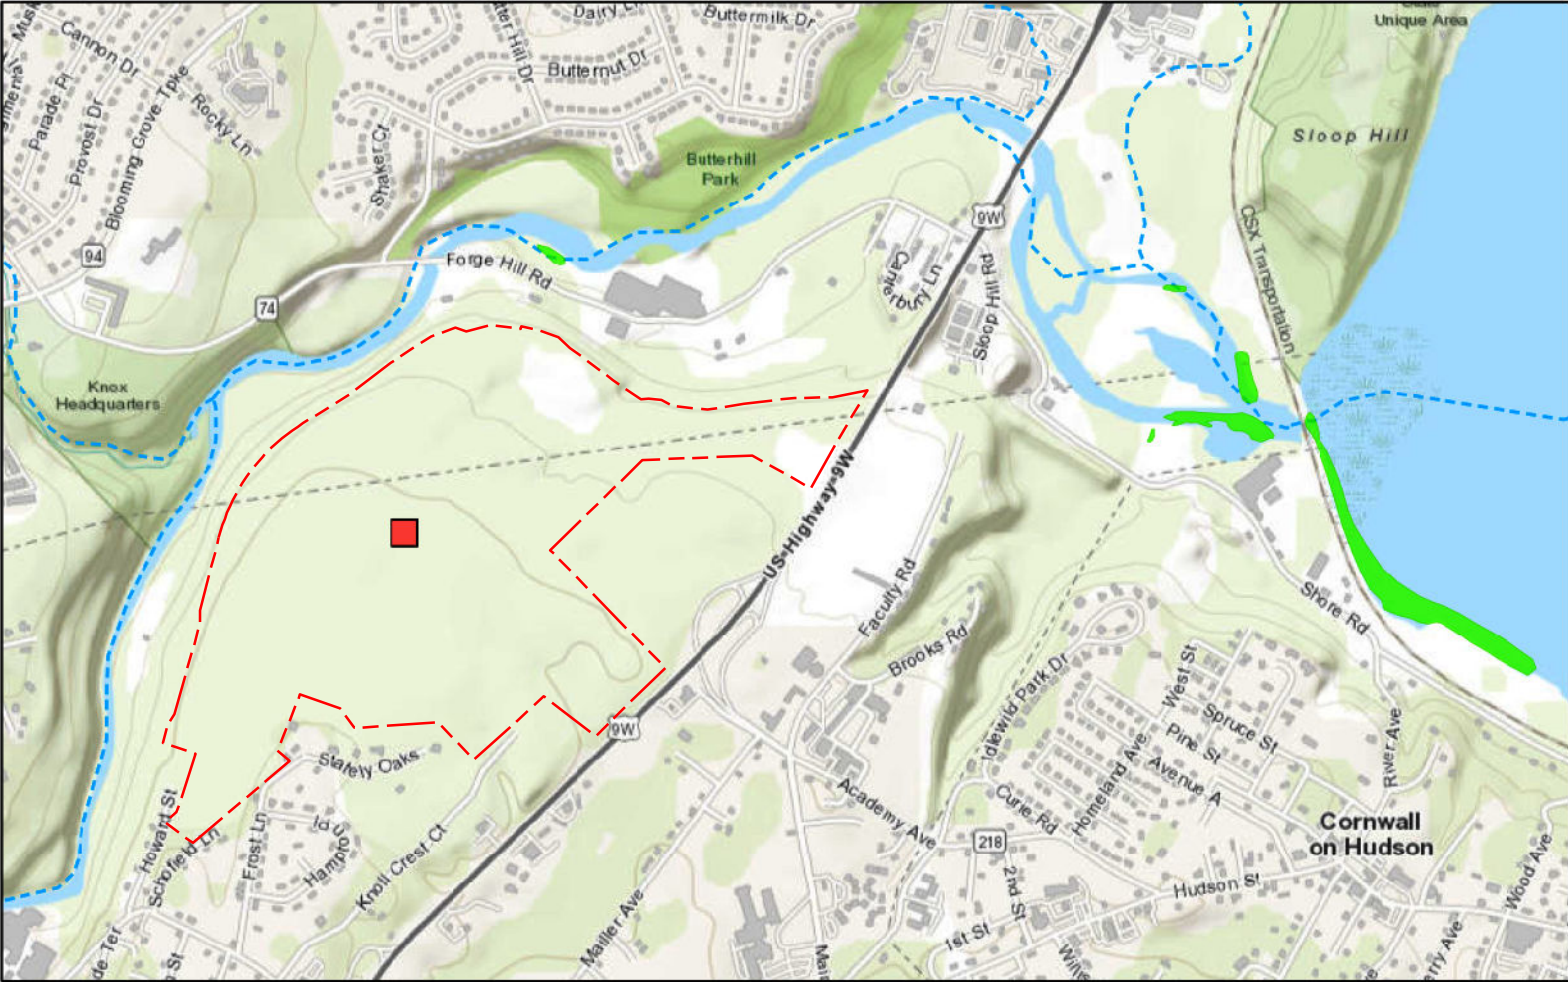 Dairy Ln
Buttermilk Dr
Unique Area
Cannon Dr
Butternut Dr
Parade Pl
Provost Dr
Blooming Grove Tpke
Rocky Ln
Shaker Ct
Sloop Hill
Butterhill
Park
9W
CSX Transportation
94
Forge Hill Rd
Canterbury Ln
Sloop Hill Rd
74
Knox
Headquarters
US Highway 9W
Faculty Rd
Shore Rd
Brooks Rd
Idlewild Park Dr
West St
Spruce St
Pine St
River Ave
9W
Stately Oaks
Avenue A
Homeland Ave
Academy Ave
Curie Rd
Howard St
Schofield Ln
Frost Ln
Hampton Pl
Knoll Crest Ct
218
Cornwall
on Hudson
2nd St
Hudson St
Wood Ave
Mailler Ave
1st St